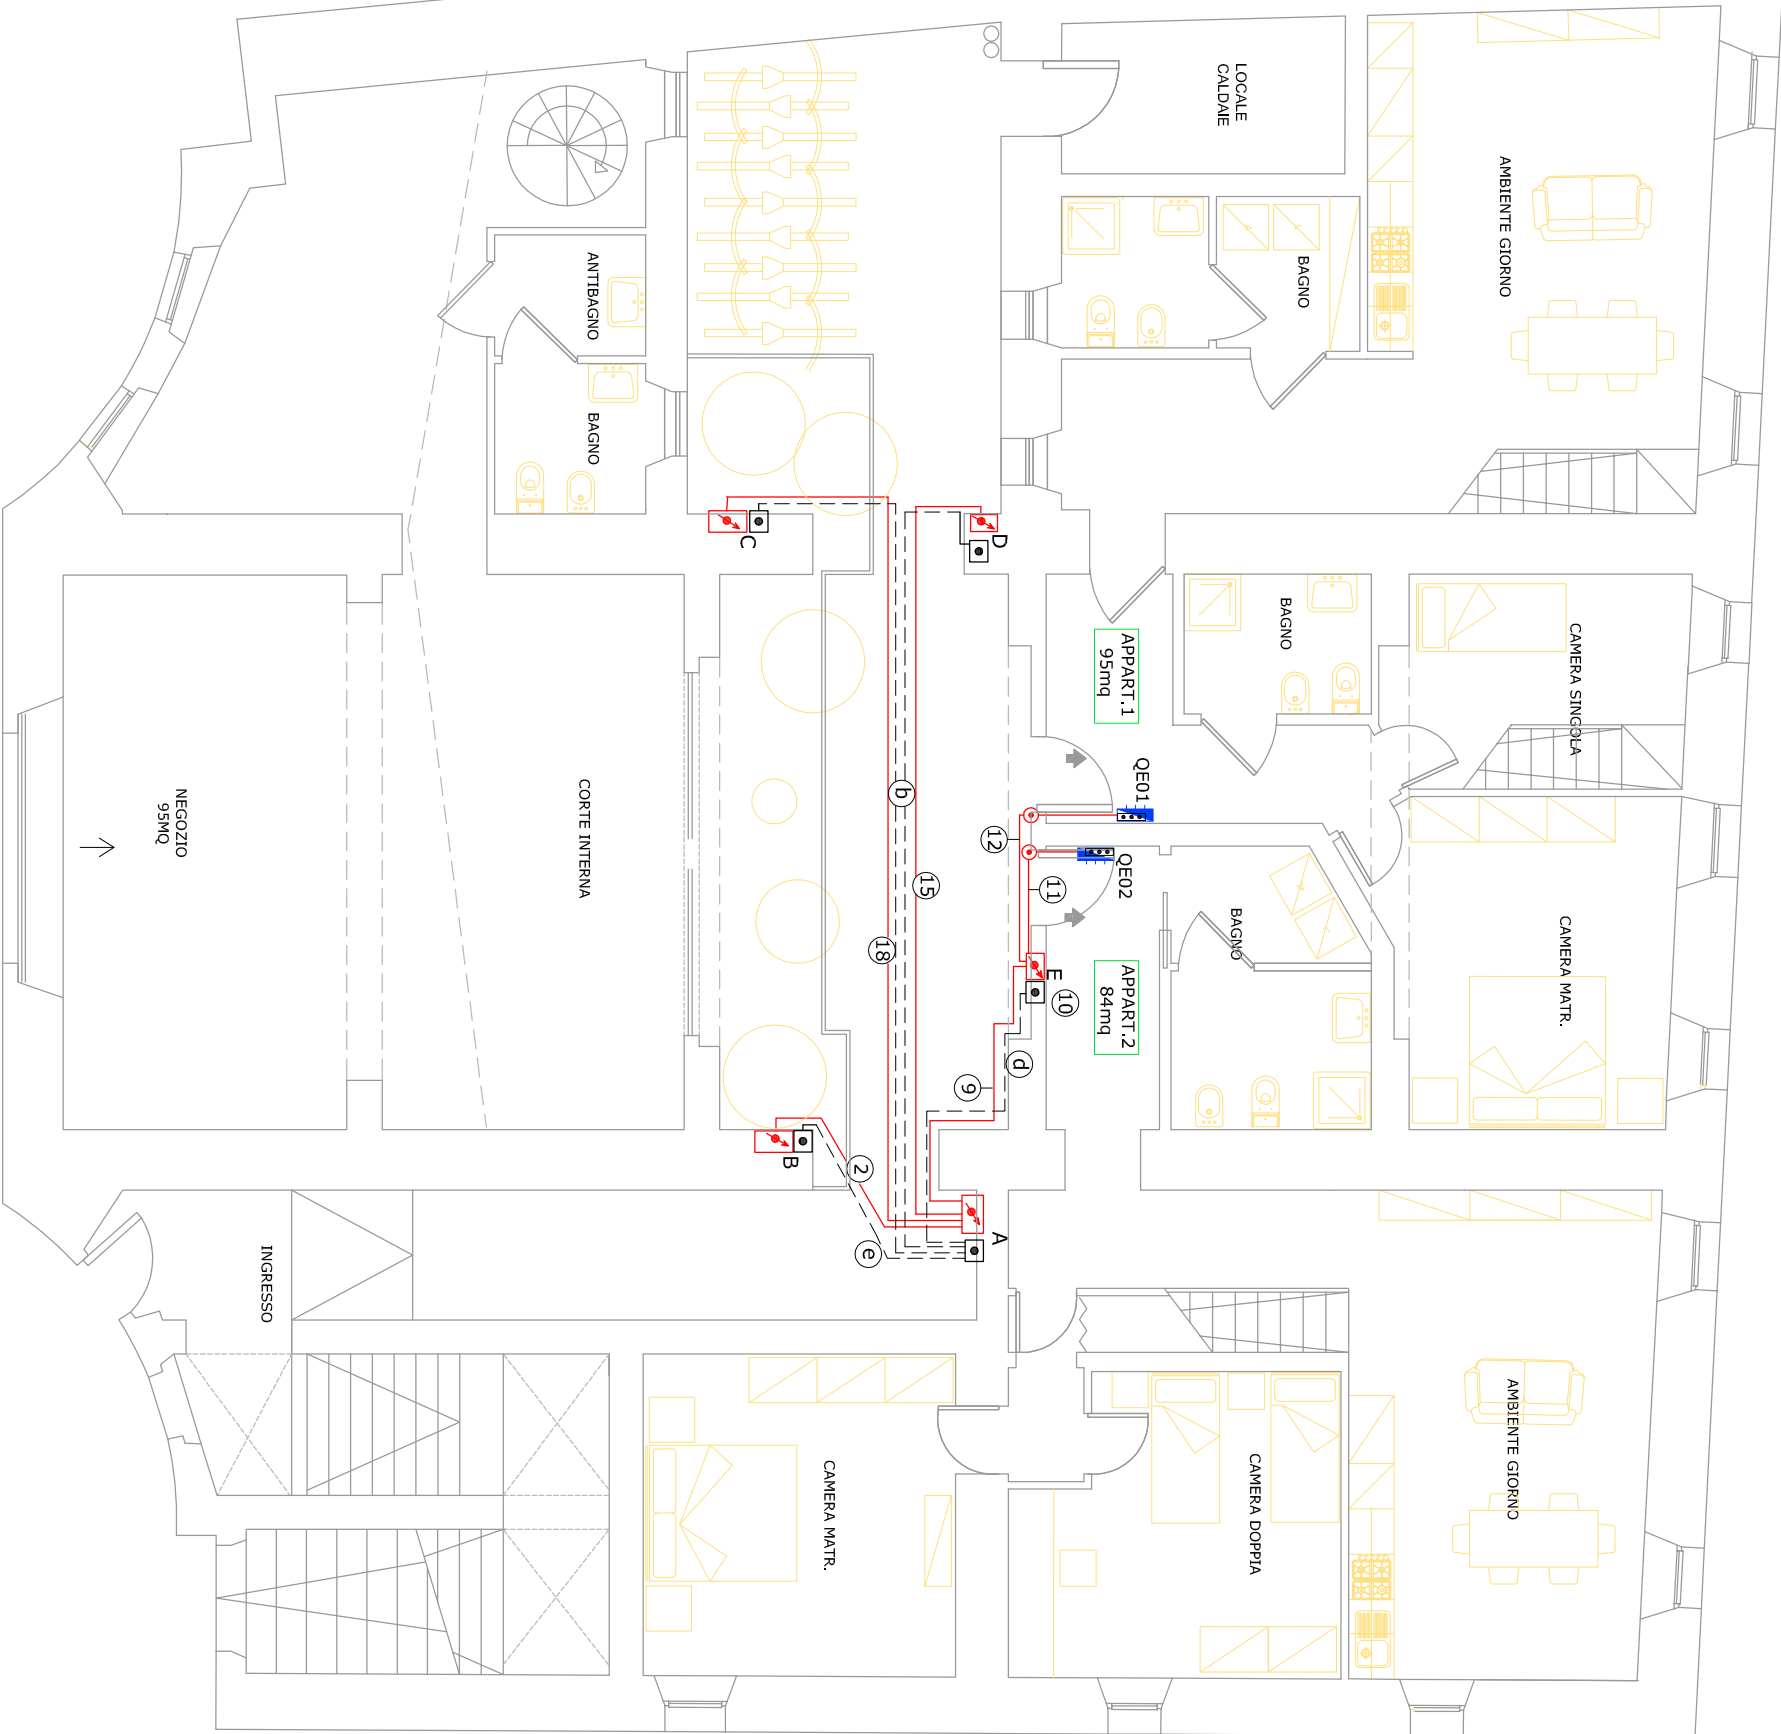 LOCALE
CALDAIE
AMBIENTE GIORNO
BAGNO
ANTIBAGNO
BAGNO
C
D
BAGNO
CAMERA SINGOLA
APPART.1
95mq
QE01
QE02
b
12
11
15
18
NEGOZIO
95MQ
CORTE INTERNA
BAGNO
CAMERA MATR.
E
10
APPART.2
84mq
d
9
B
2
A
e
INGRESSO
CAMERA MATR.
CAMERA DOPPIA
AMBIENTE GIORNO